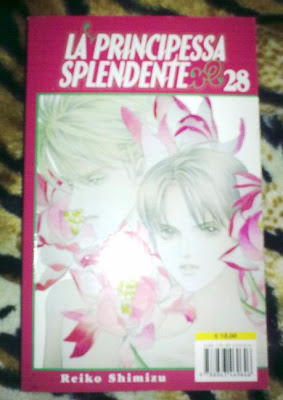 LA PRINCIPESSA
SPLENDENTE
28
Reiko Shimizu